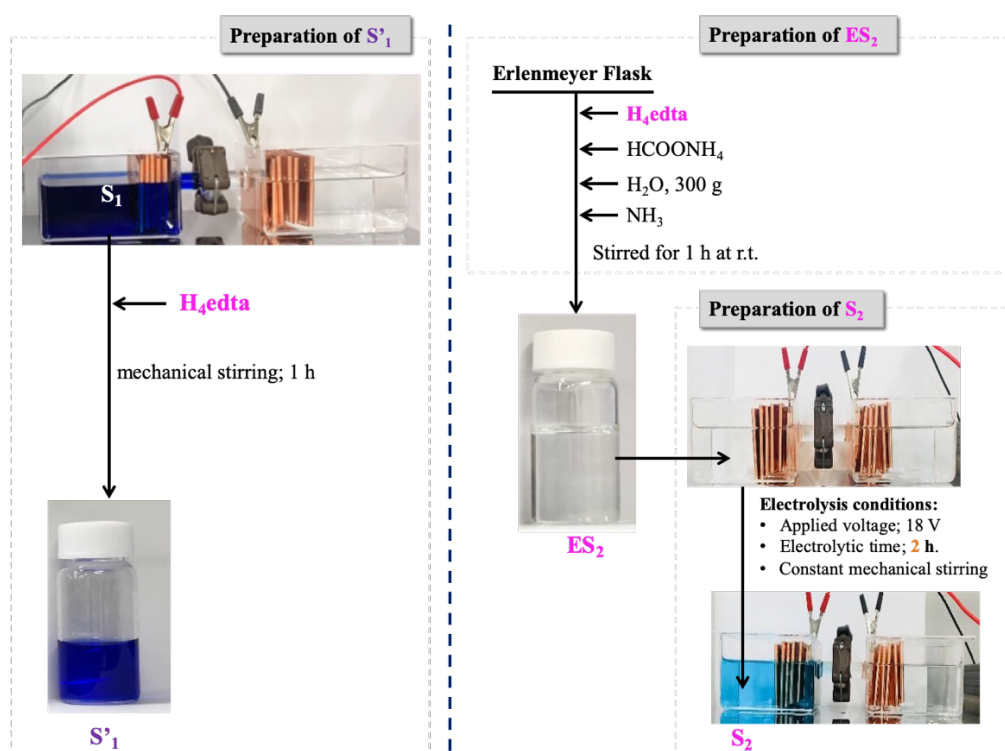 Preparation of S’₁
S₁
H₄edta
mechanical stirring; 1 h
S’₁
Preparation of ES₂
Erlenmeyer Flask
H₄edta
HCOONH₄
H₂O, 300 g
NH₃
Stirred for 1 h at r.t.
ES₂
Preparation of S₂
Electrolysis conditions:
• Applied voltage; 18 V
• Electrolytic time; 2 h.
• Constant mechanical stirring
S₂